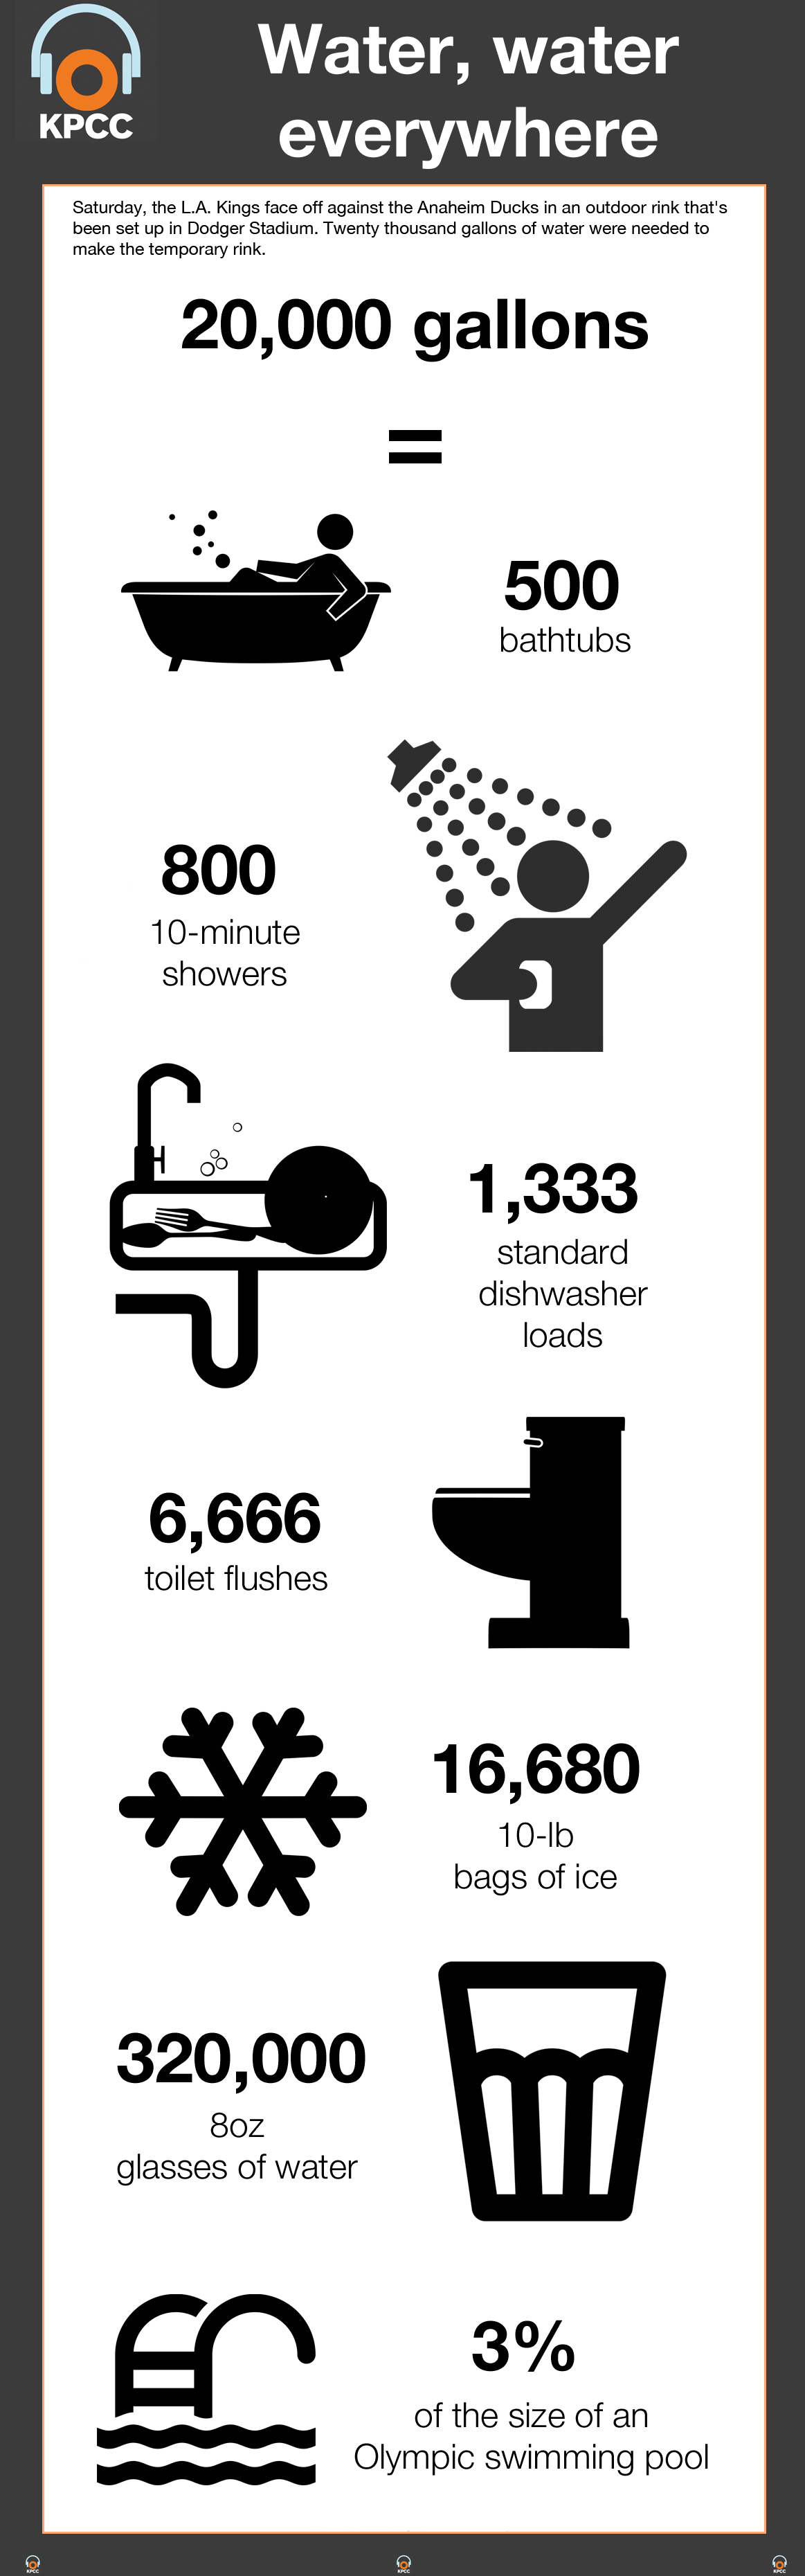 KPCC
Water, water
everywhere
Saturday, the L.A. Kings face off against the Anaheim Ducks in an outdoor rink that's
been set up in Dodger Stadium. Twenty thousand gallons of water were needed to
make the temporary rink.
20,000 gallons
=
500
bathtubs
800
10-minute
showers
1,333
standard
dishwasher
loads
6,666
toilet flushes
16,680
10-lb
bags of ice
320,000
8oz
glasses of water
3%
of the size of an
Olympic swimming pool
KPCC
KPCC
KPCC